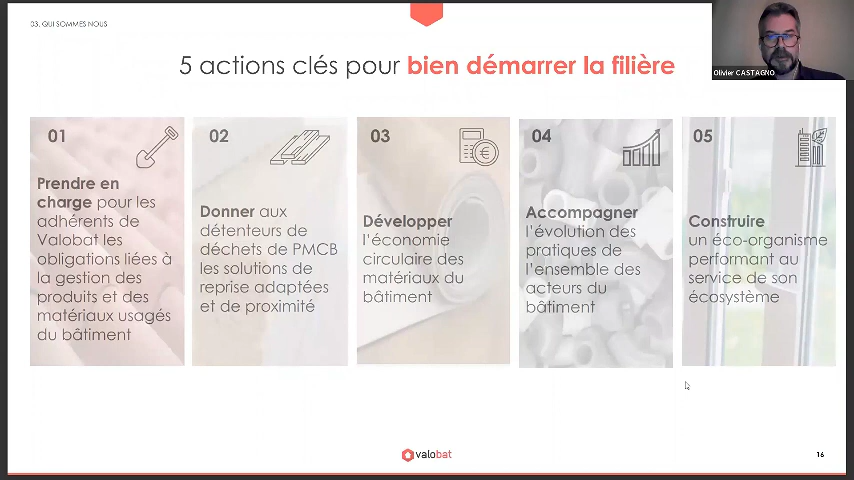 03. QUI SOMMES NOUS
5 actions clés pour bien démarrer la filière
Olivier CASTAGNO
01
Prendre en
charge pour les
adhérents de
Valobat les
obligations liées à
la gestion des
produits et des
matériaux usagés
du bâtiment
02
Donner aux
détenteurs de
déchets de PMCB
les solutions de
reprise adaptées
et de proximité
03
Développer
l'économie
circulaire des
matériaux du
bâtiment
04
Accompagner
l'évolution des
pratiques de
l'ensemble des
acteurs du
bâtiment
05
Construire
un éco-organisme
performant au
service de son
écosystème
valobat
16